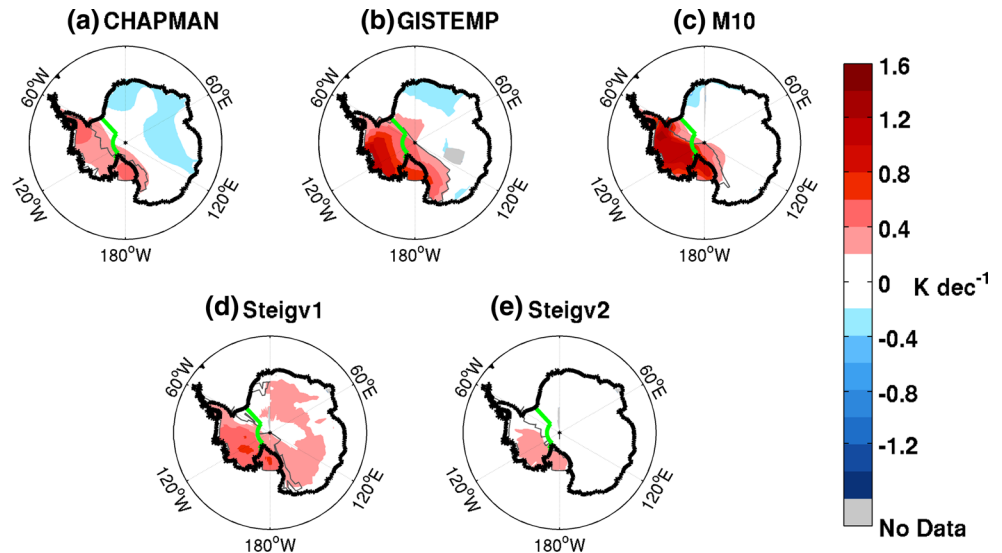 (a) CHAPMAN
(b) GISTEMP
(c) M10
60°W
60°E
120°W
120°E
180°W
60°W
60°E
120°W
120°E
180°W
60°W
60°E
120°W
120°E
180°W
1.6
1.2
0.8
0.4
0 K dec-1
-0.4
-0.8
-1.2
No Data
(d) Steigv1
(e) Steigv2
60°W
60°E
120°W
120°E
180°W
60°W
60°E
120°W
120°E
180°W